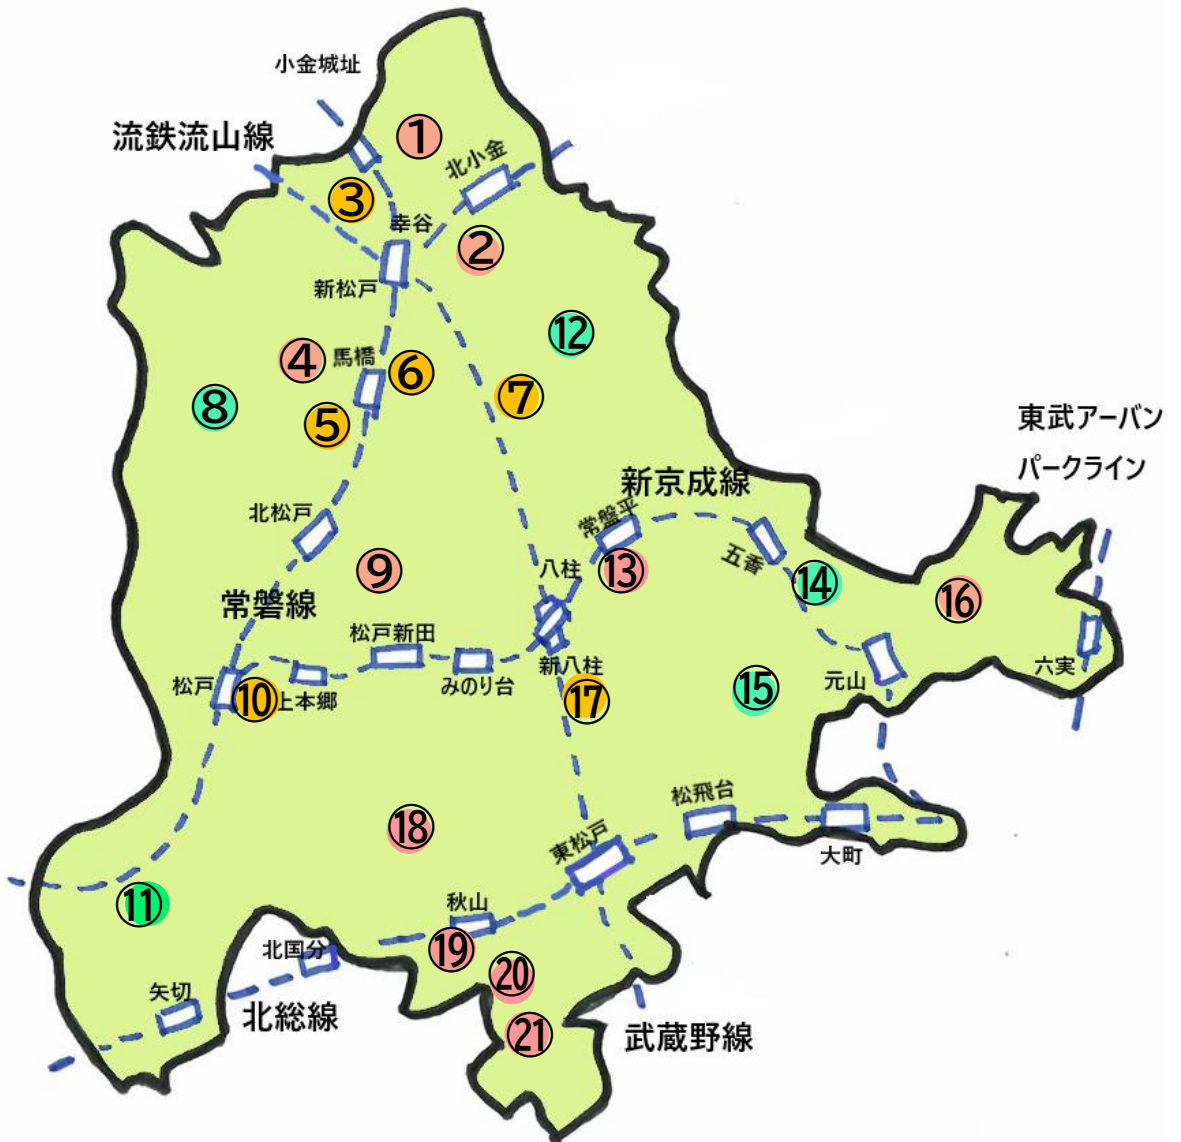 小金城址
流鉄流山線
①
北小金
③
幸谷
②
新松戸
⑫
④
馬橋
⑥
⑦
⑧
⑤
東武アーバン
パークライン
新京成線
北松戸
常盤平
五香
⑨
八柱
⑬
⑭
⑯
常磐線
松戸新田
松戸
⑩
上本郷
みのり台
新八柱
⑰
⑮
元山
六実
⑱
松飛台
東松戸
大町
⑪
秋山
北国分
⑲
⑳
矢切
北総線
㉑
武蔵野線